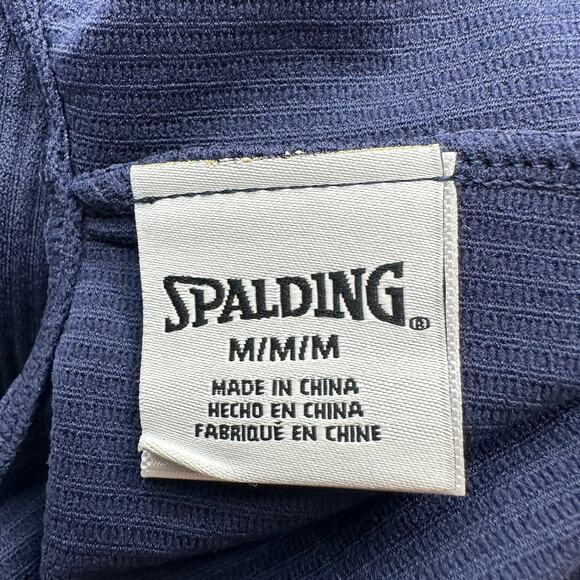 SPALDING®
M/M/M
MADE IN CHINA
HECHO EN CHINA
FABRIQUÉ EN CHINE